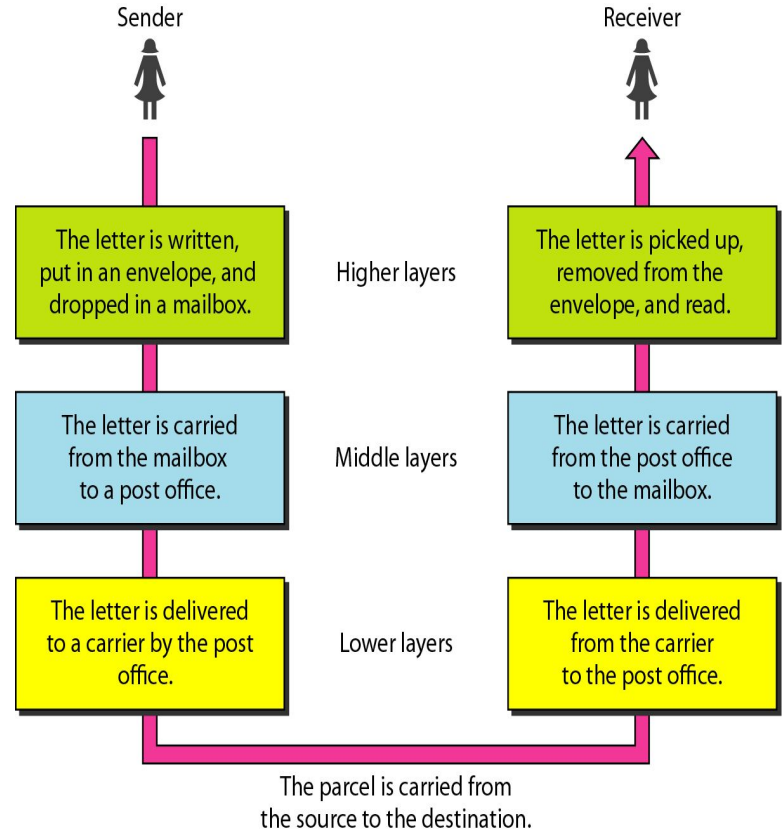 Sender
Receiver
The letter is written,
put in an envelope, and
dropped in a mailbox.
Higher layers
The letter is picked up,
removed from the
envelope, and read.
The letter is carried
from the mailbox
to a post office.
Middle layers
The letter is carried
from the post office
to the mailbox.
The letter is delivered
to a carrier by the post
office.
Lower layers
The letter is delivered
from the carrier
to the post office.
The parcel is carried from
the source to the destination.